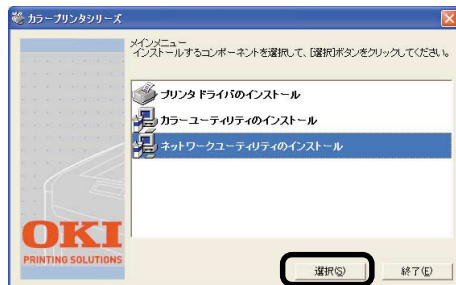 カラープリンタシリーズ
メインメニュー
インストールするコンポーネントを選択して、[選択]ボタンをクリックしてください。
プリンタ ドライバのインストール
カラーユーティリティのインストール
ネットワークユーティリティのインストール
OKI
PRINTING SOLUTIONS
選択(S)
終了(E)